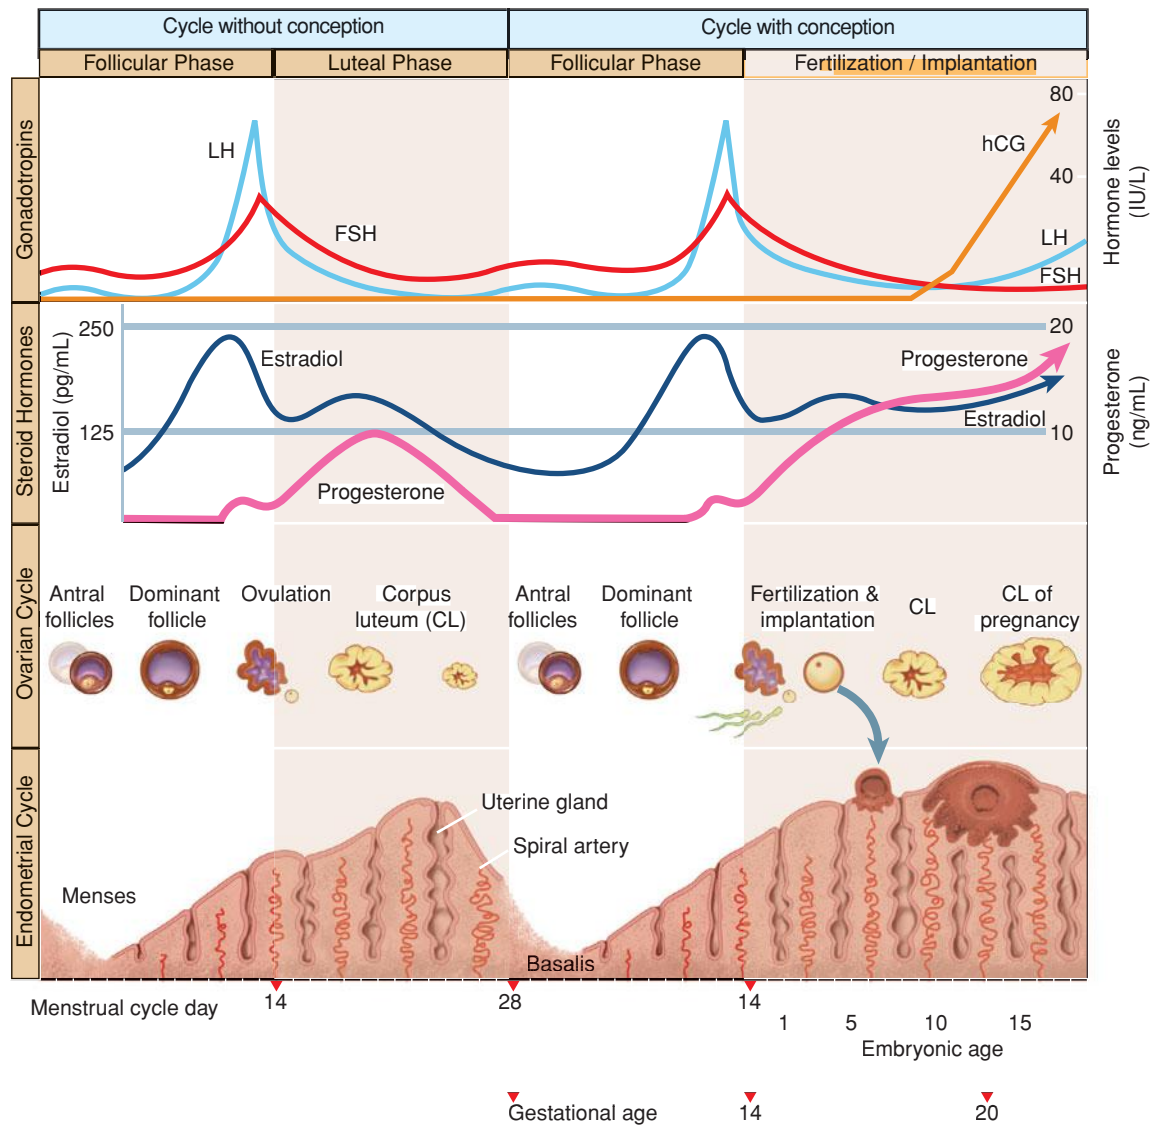 Cycle without conception
Cycle with conception
Follicular Phase
Luteal Phase
Follicular Phase
Fertilization / Implantation
Gonadotropins
LH
FSH
hCG
80
40
LH
FSH
Hormone levels
(IU/L)
Steroid Hormones
Estradiol (pg/mL)
250
125
Estradiol
Progesterone
Progesterone
Estradiol
20
10
Progesterone
(ng/mL)
Ovarian Cycle
Antral
follicles
Dominant
follicle
Ovulation
Corpus
luteum (CL)
Antral
follicles
Dominant
follicle
Fertilization &
implantation
CL
CL of
pregnancy
Endometrial Cycle
Menses
Uterine gland
Spiral artery
Basalis
Menstrual cycle day
14
28
14
1
5
10
15
Embryonic age
Gestational age
14
20